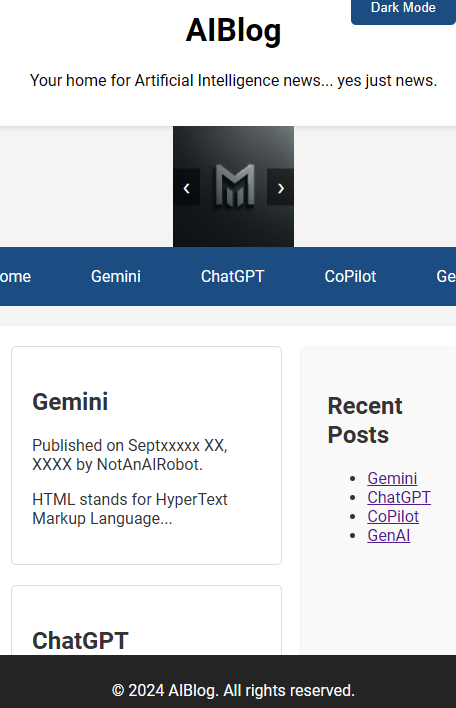 Dark Mode
AIBlog
Your home for Artificial Intelligence news... yes just news.
‹ ›
ome Gemini ChatGPT CoPilot Ge
Gemini
Published on Septxxxxx XX,
XXXX by NotAnAIRobot.
HTML stands for HyperText
Markup Language...
ChatGPT
Recent
Posts
Gemini
ChatGPT
CoPilot
GenAI
© 2024 AIBlog. All rights reserved.